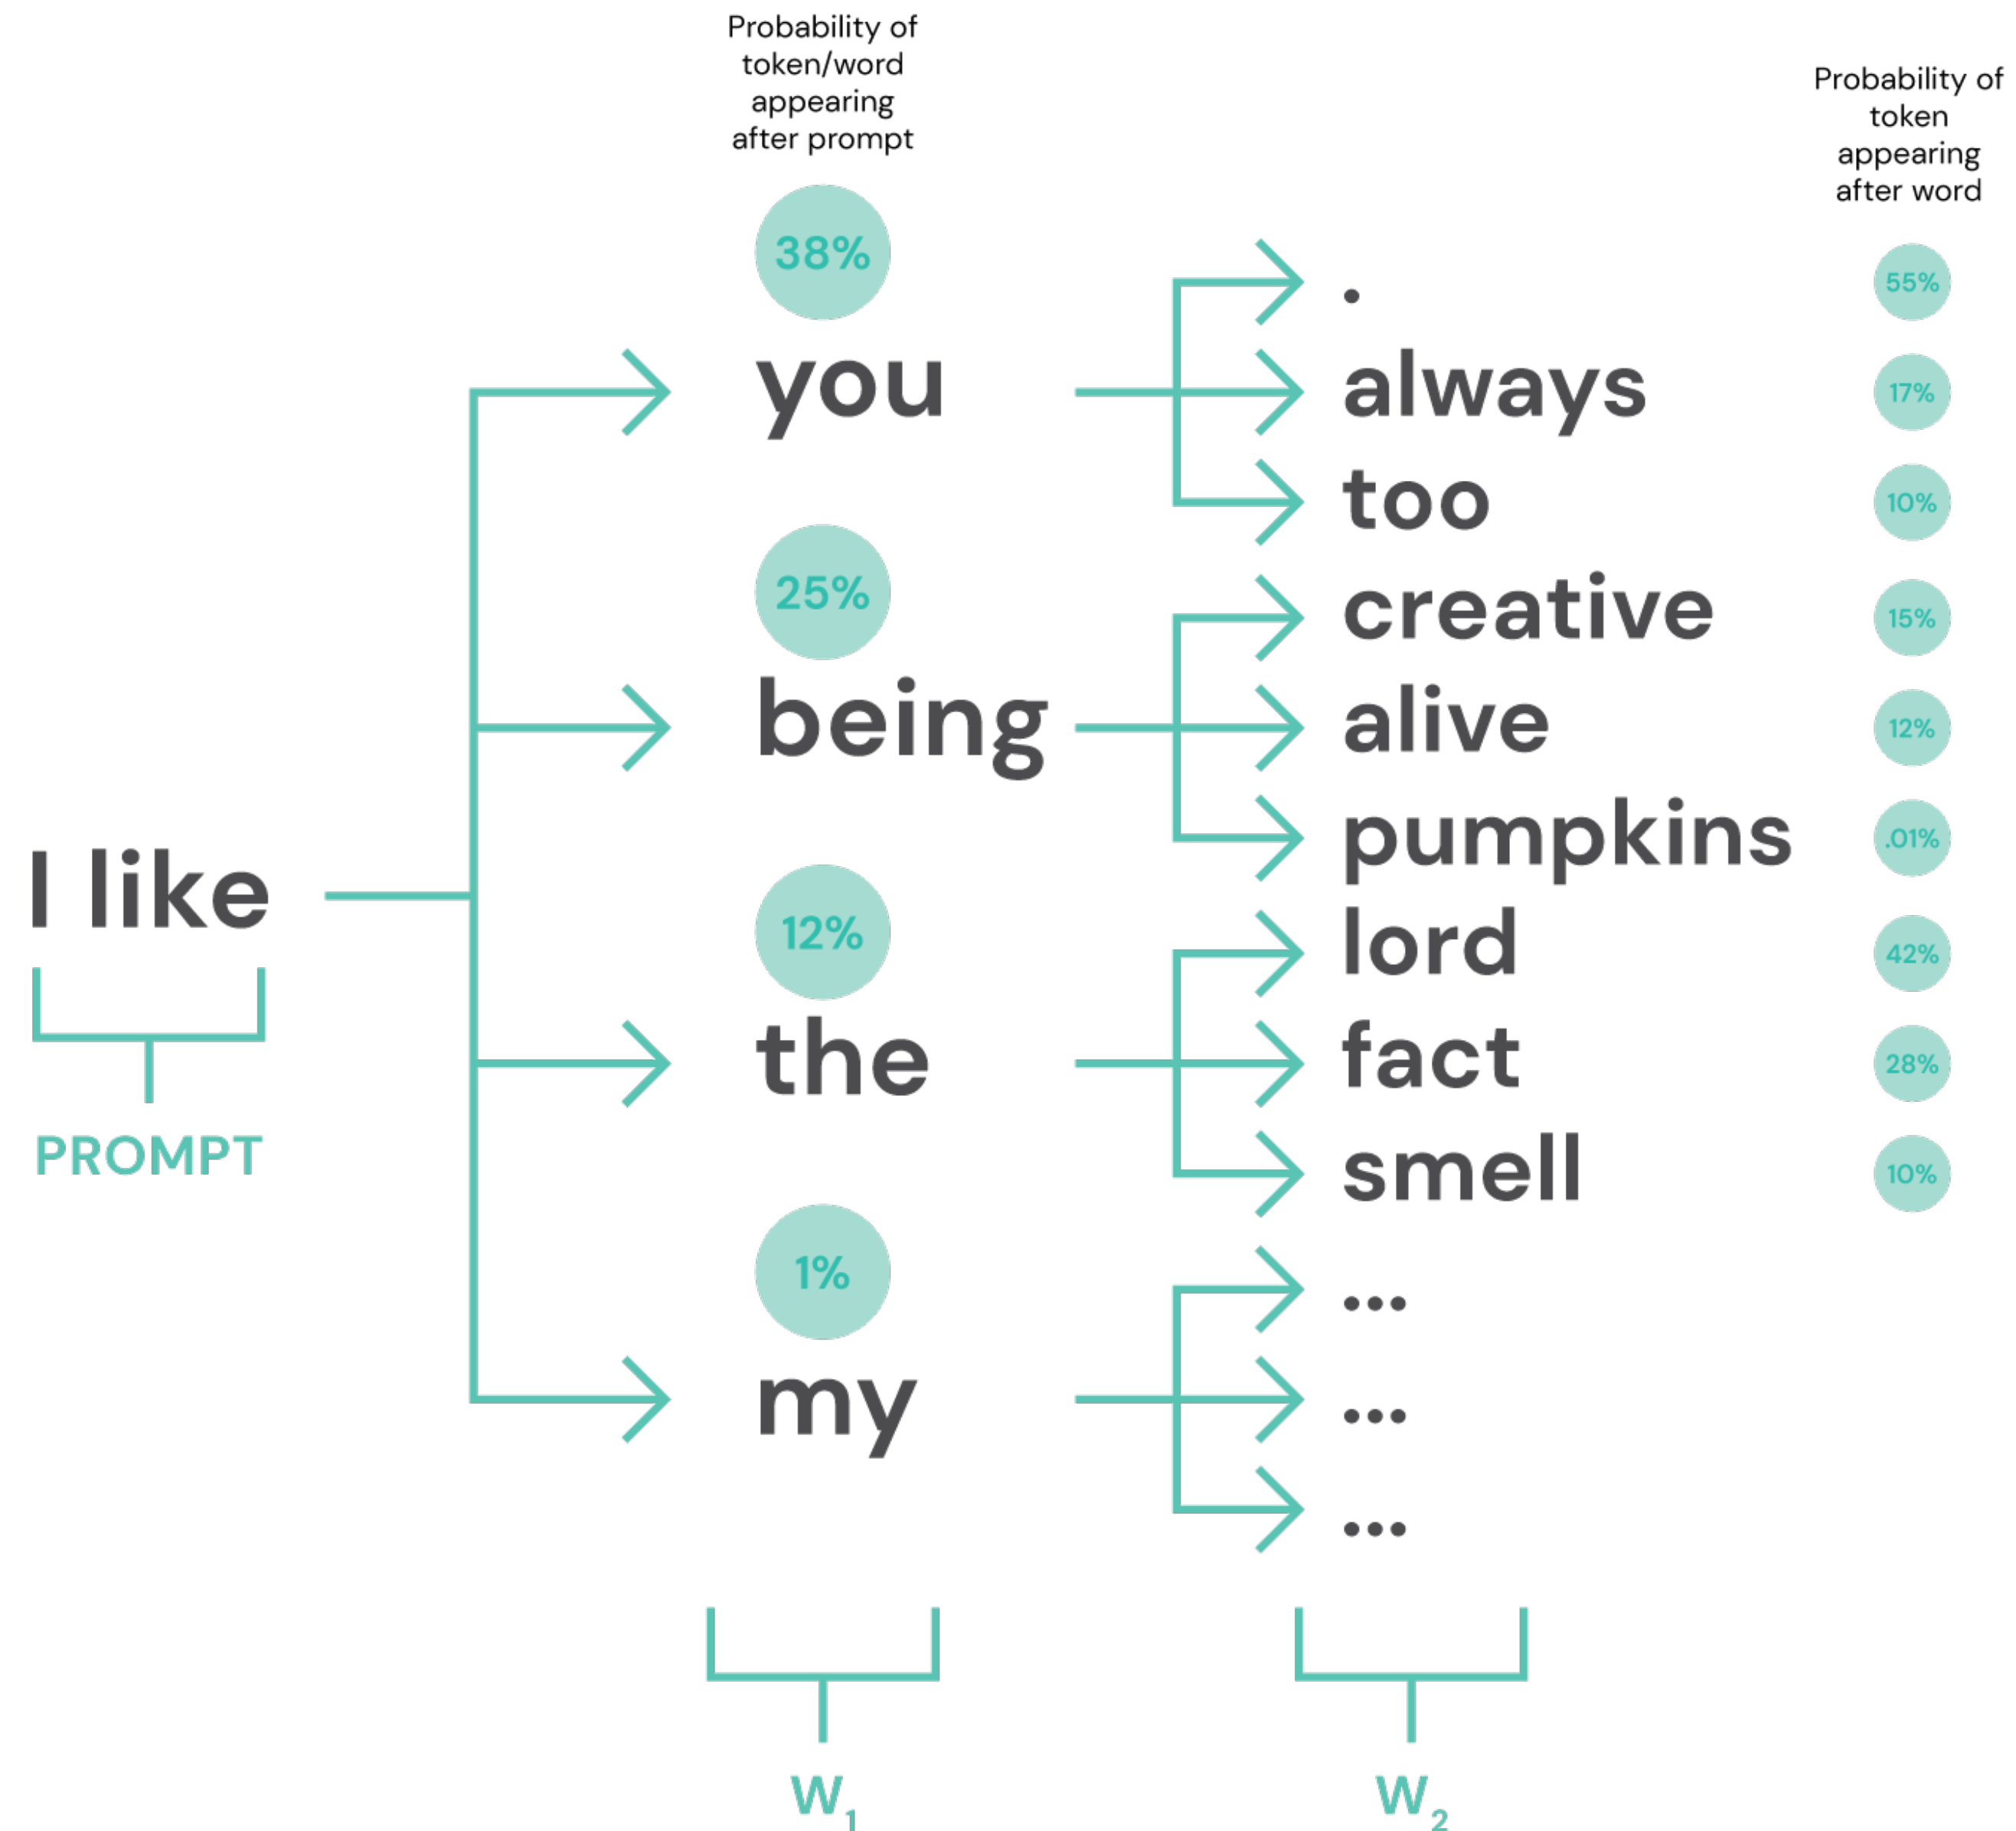 Probability of
token/word
appearing
after prompt
Probability of
token
appearing
after word
38%
you
.
55%
always
17%
too
10%
25%
being
creative
15%
alive
12%
pumpkins
.01%
I like
PROMPT
12%
the
lord
42%
fact
28%
smell
10%
1%
my
...
...
...
W1
W2